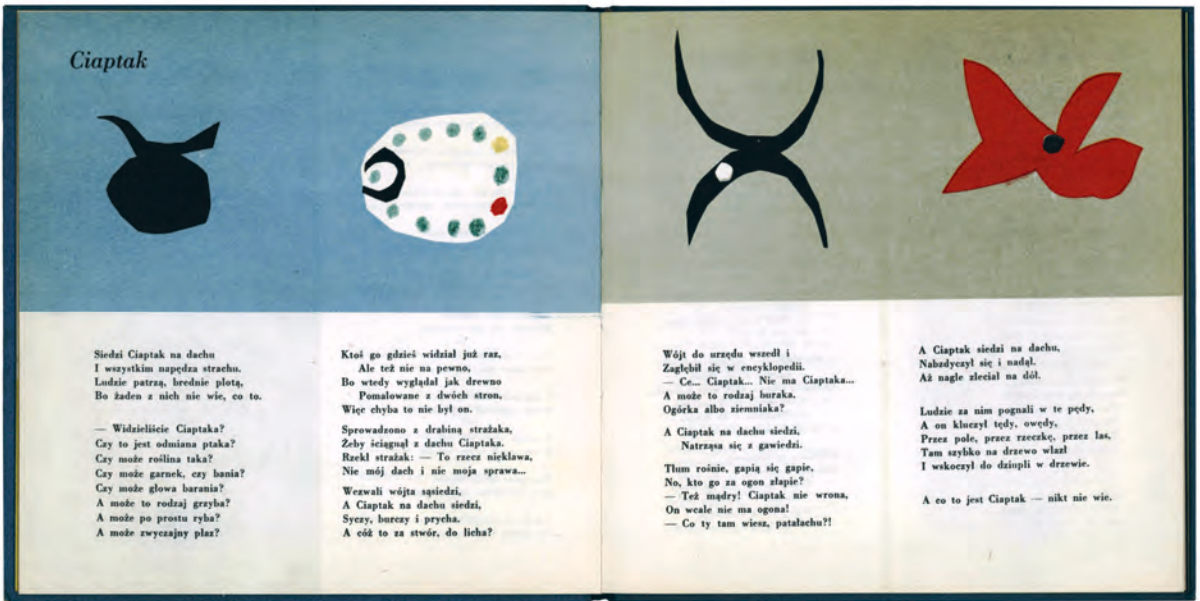 Ciaptak
Siedzi Ciaptak na dachu
I wszystkim napędza strachu.
Ludzie patrzą, brednie plotą,
Bo żaden z nich nie wie, co to.
— Widzieliście Ciaptaka?
Czy to jest odmiana ptaka?
Czy może roślina taka?
Czy może garnek, czy bania?
Czy może głowa barania?
A może to rodzaj grzyba?
A może po prostu ryba?
A może zwyczajny płaz?
Ktoś go gdzieś widział już raz,
Ale też nie na pewno,
Bo wtedy wyglądał jak drewno
Pomalowane z dwóch stron,
Więc chyba to nie był on.
Sprowadzono z drabiną strażaka,
Żeby ściągnął z dachu Ciaptaka.
Rzekł strażak: — To rzecz nieklawa,
Nie mój dach i nie moja sprawa...
Wezwali wójta sąsiedzi,
A Ciaptak na dachu siedzi,
Syczy, burczy i prycha.
A cóż to za stwór, do licha?
Wójt do urzędu wszedł i
Zagłębił się w encyklopedii.
— Ce... Ciaptak... Nie ma Ciaptaka...
A może to rodzaj buraka,
Ogórka albo ziemniaka?
A Ciaptak na dachu siedzi,
Natrząsa się z gawiedzi.
Tłum rośnie, gapią się gapie,
No, kto go za ogon złapie?
— Też mądry! Ciaptak nie wrona,
On wcale nie ma ogona!
— Co ty tam wiesz, patałachu?!
A Ciaptak siedzi na dachu,
Nabzdyczył się i nadął.
Aż nagle zleciał na dół.
Ludzie za nim pognali w te pędy,
A on kluczył tędy, owędy,
Przez pole, przez rzeczkę, przez las,
Tam szybko na drzewo wlazł
I wskoczył do dziupli w drzewie.
A co to jest Ciaptak — nikt nie wie.